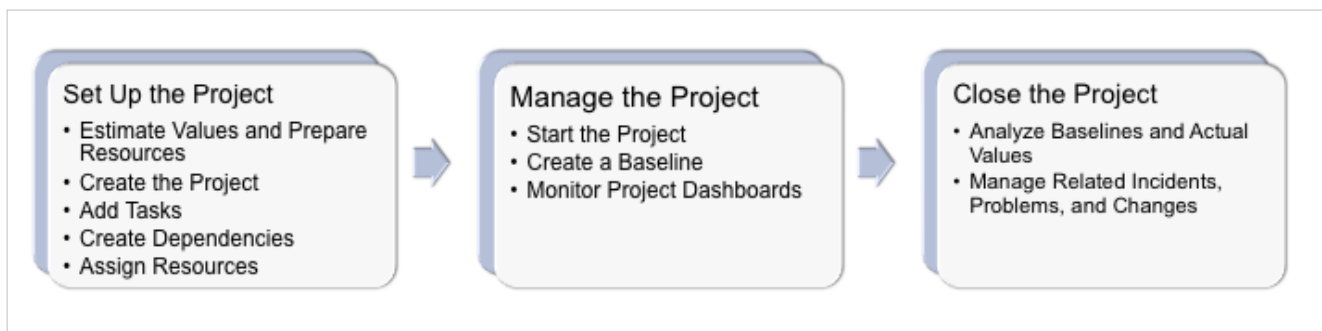 Set Up the Project
• Estimate Values and Prepare
Resources
• Create the Project
• Add Tasks
• Create Dependencies
• Assign Resources
Manage the Project
• Start the Project
• Create a Baseline
• Monitor Project Dashboards
Close the Project
• Analyze Baselines and Actual
Values
• Manage Related Incidents,
Problems, and Changes